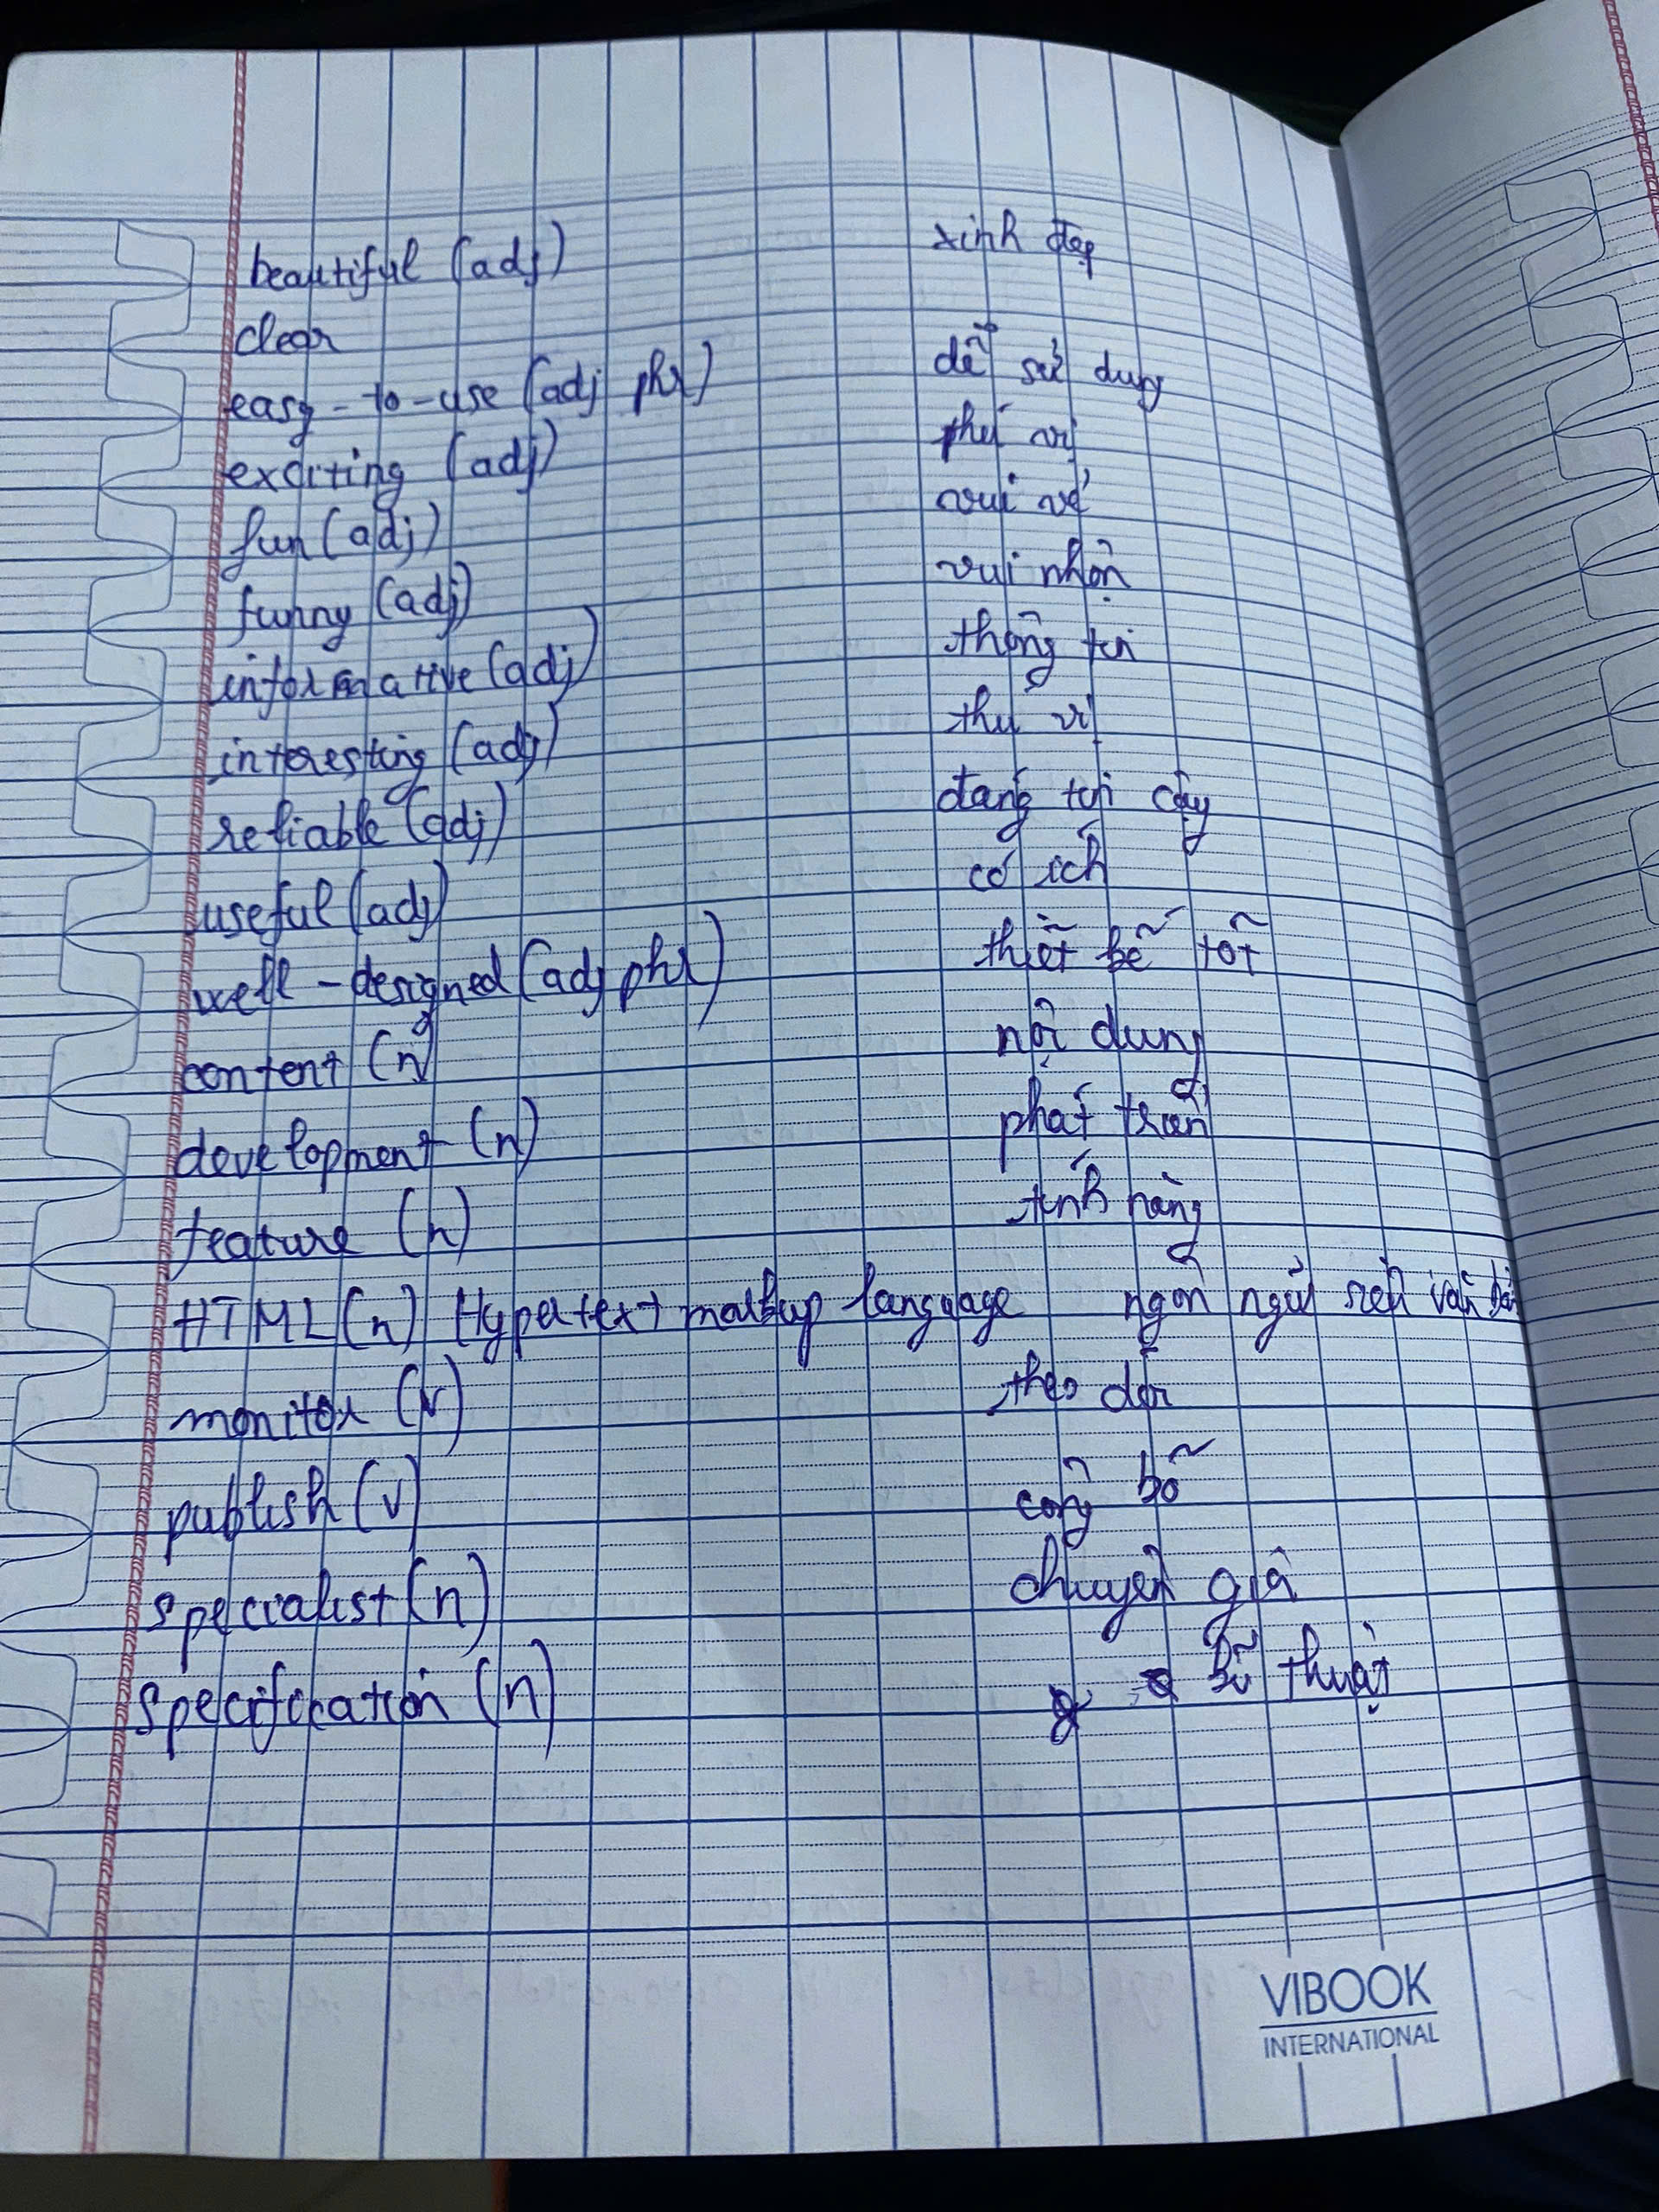 beautiful (adj) xinh đẹp
clear
easy-to-use (adj phr) dễ sử dụng
exciting (adj) thú vị
fun (adj) vui vẻ
funny (adj) vui nhộn
informative (adj) thông tin
interesting (adj) thú vị
reliable (adj) đáng tin cậy
useful (adj) có ích
well-designed (adj phr) thiết kế tốt
content (n) nội dung
development (n) phát triển
feature (n) tính năng
HTML (n) Hypertext markup language ngôn ngữ siêu văn bản
monitor (v) theo dõi
publish (v) công bố
specialist (n) chuyên gia
specification (n) kĩ thuật
VIBOOK
INTERNATIONAL